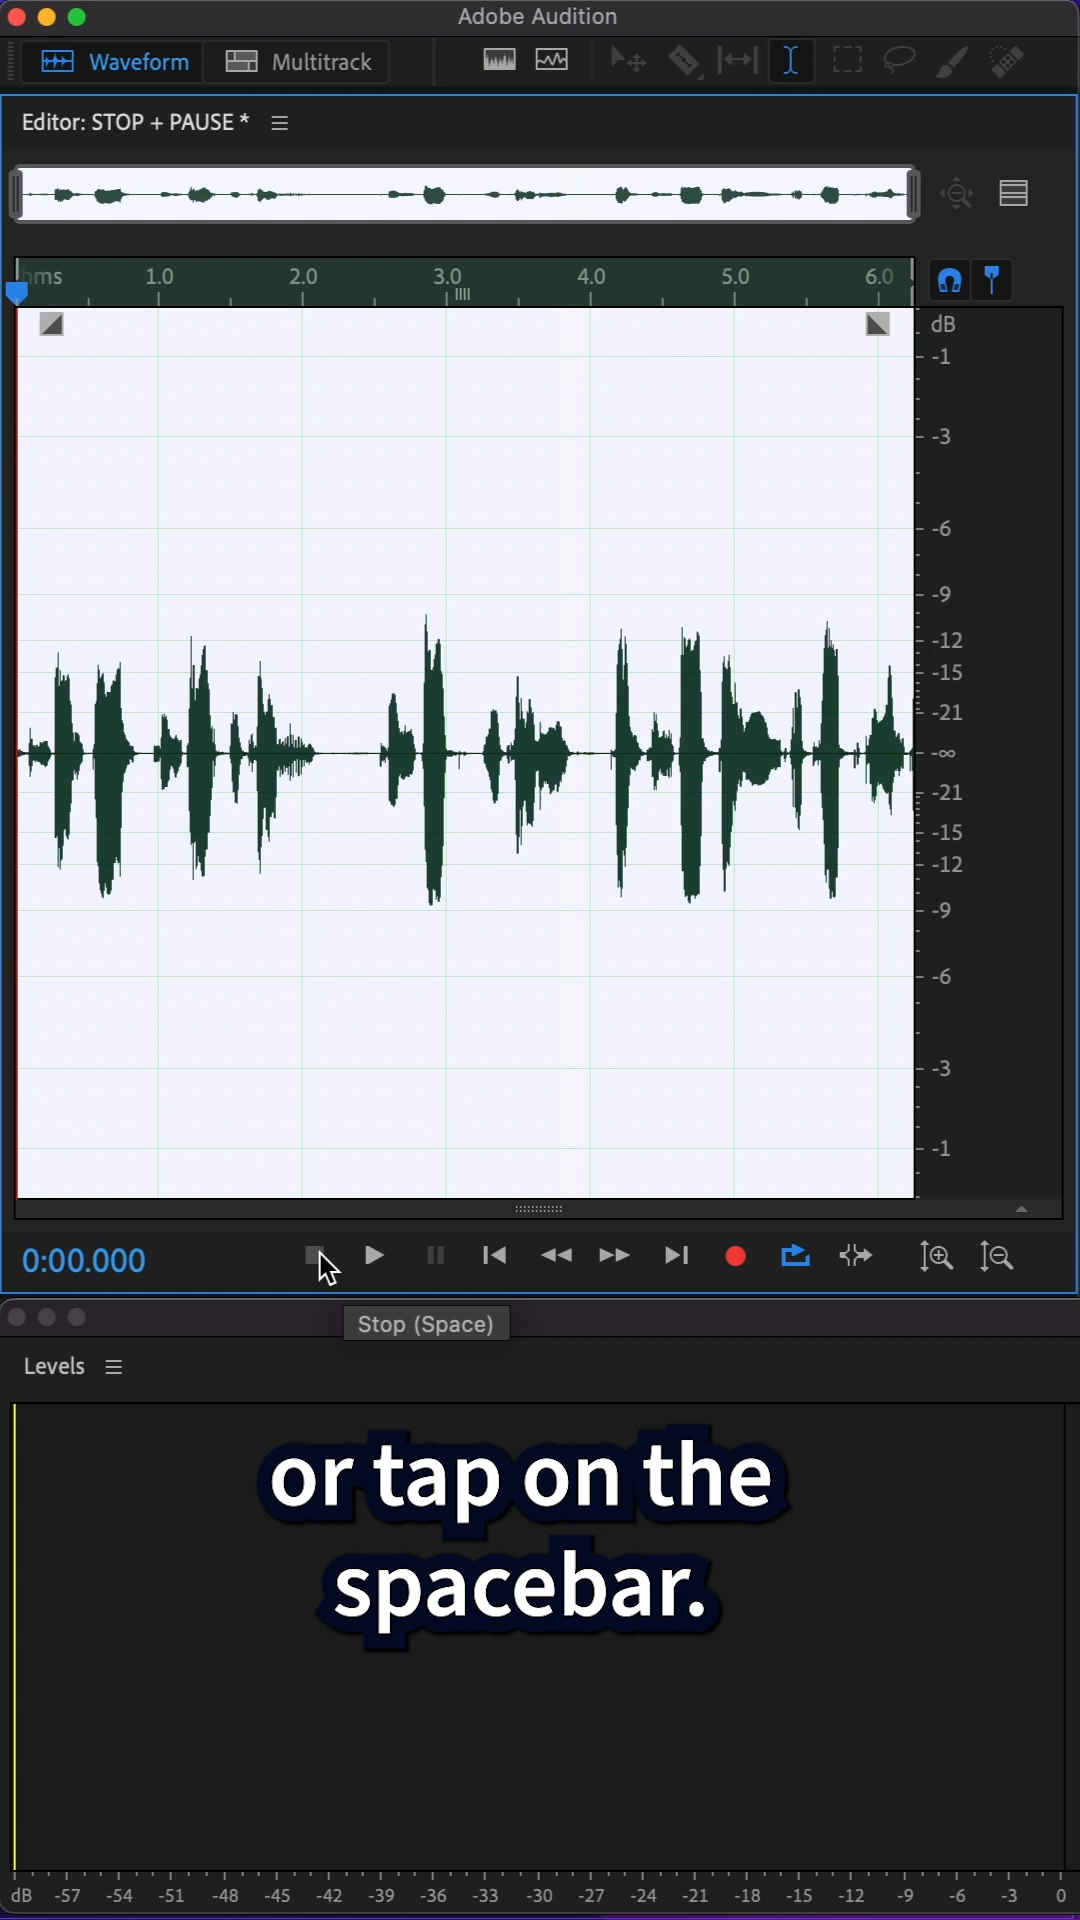 Adobe Audition
Waveform Multitrack
Editor: STOP + PAUSE *
hms 1.0 2.0 3.0 4.0 5.0 6.0
dB
-1
-3
-6
-9
-12
-15
-21
-∞
-21
-15
-12
-9
-6
-3
-1
0:00.000
Stop (Space)
Levels
or tap on the
spacebar.
dB -57 -54 -51 -48 -45 -42 -39 -36 -33 -30 -27 -24 -21 -18 -15 -12 -9 -6 -3 0